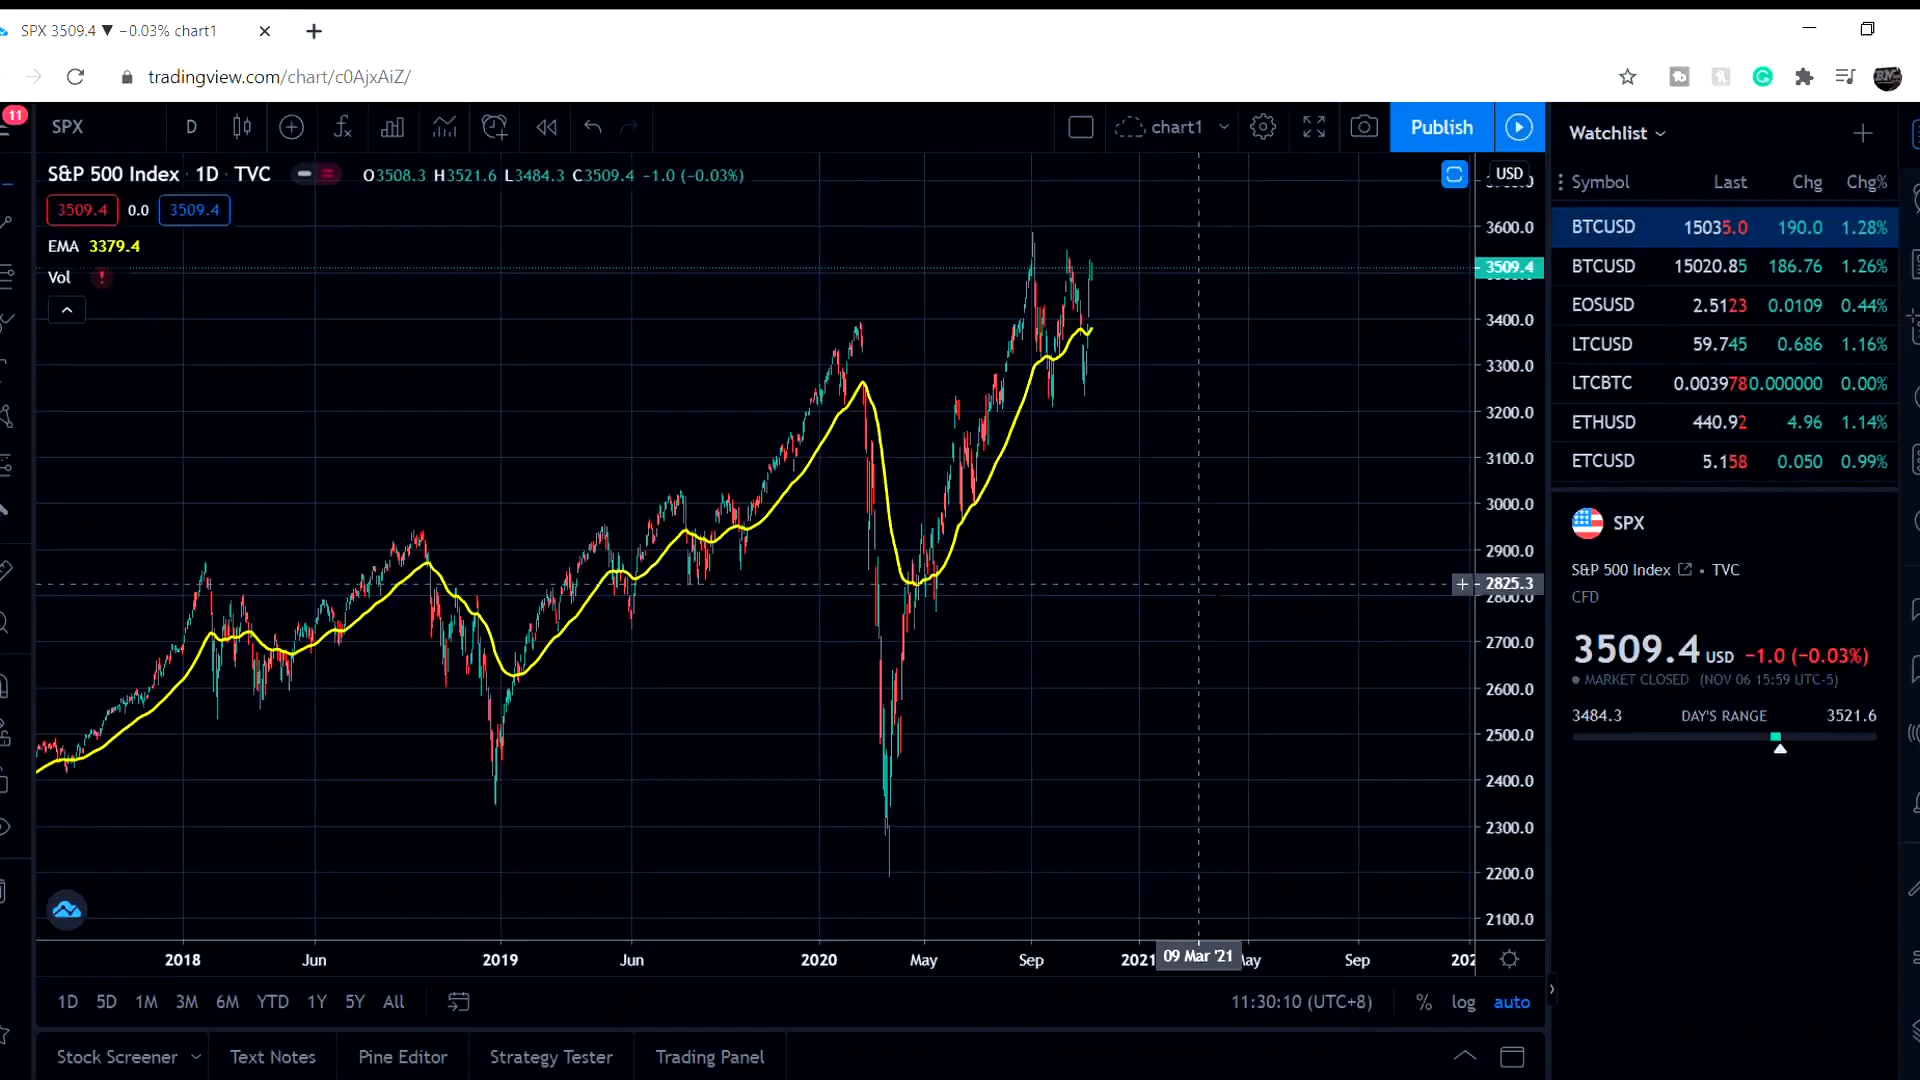 SPX 3509.4 ▼ −0.03% chart1
tradingview.com/chart/c0AjxAiZ/
11
SPX D chart1 Publish
S&P 500 Index · 1D · TVC O3508.3 H3521.6 L3484.3 C3509.4 −1.0 (−0.03%)
3509.4 0.0 3509.4
EMA 3379.4
Vol !
USD
3600.0
3509.4
3400.0
3300.0
3200.0
3100.0
3000.0
2900.0
2825.3
2800.0
2700.0
2600.0
2500.0
2400.0
2300.0
2200.0
2100.0
2018 Jun 2019 Jun 2020 May Sep 2021 09 Mar '21 Sep
1D 5D 1M 3M 6M YTD 1Y 5Y All 11:30:10 (UTC+8) % log auto
Stock Screener Text Notes Pine Editor Strategy Tester Trading Panel
Watchlist
Symbol Last Chg Chg%
BTCUSD 15035.0 190.0 1.28%
BTCUSD 15020.85 186.76 1.26%
EOSUSD 2.5123 0.0109 0.44%
LTCUSD 59.745 0.686 1.16%
LTCBTC 0.003978 0.000000 0.00%
ETHUSD 440.92 4.96 1.14%
ETCUSD 5.158 0.050 0.99%
SPX
S&P 500 Index • TVC
CFD
3509.4 USD −1.0 (−0.03%)
MARKET CLOSED (NOV 06 15:59 UTC-5)
3484.3 DAY'S RANGE 3521.6